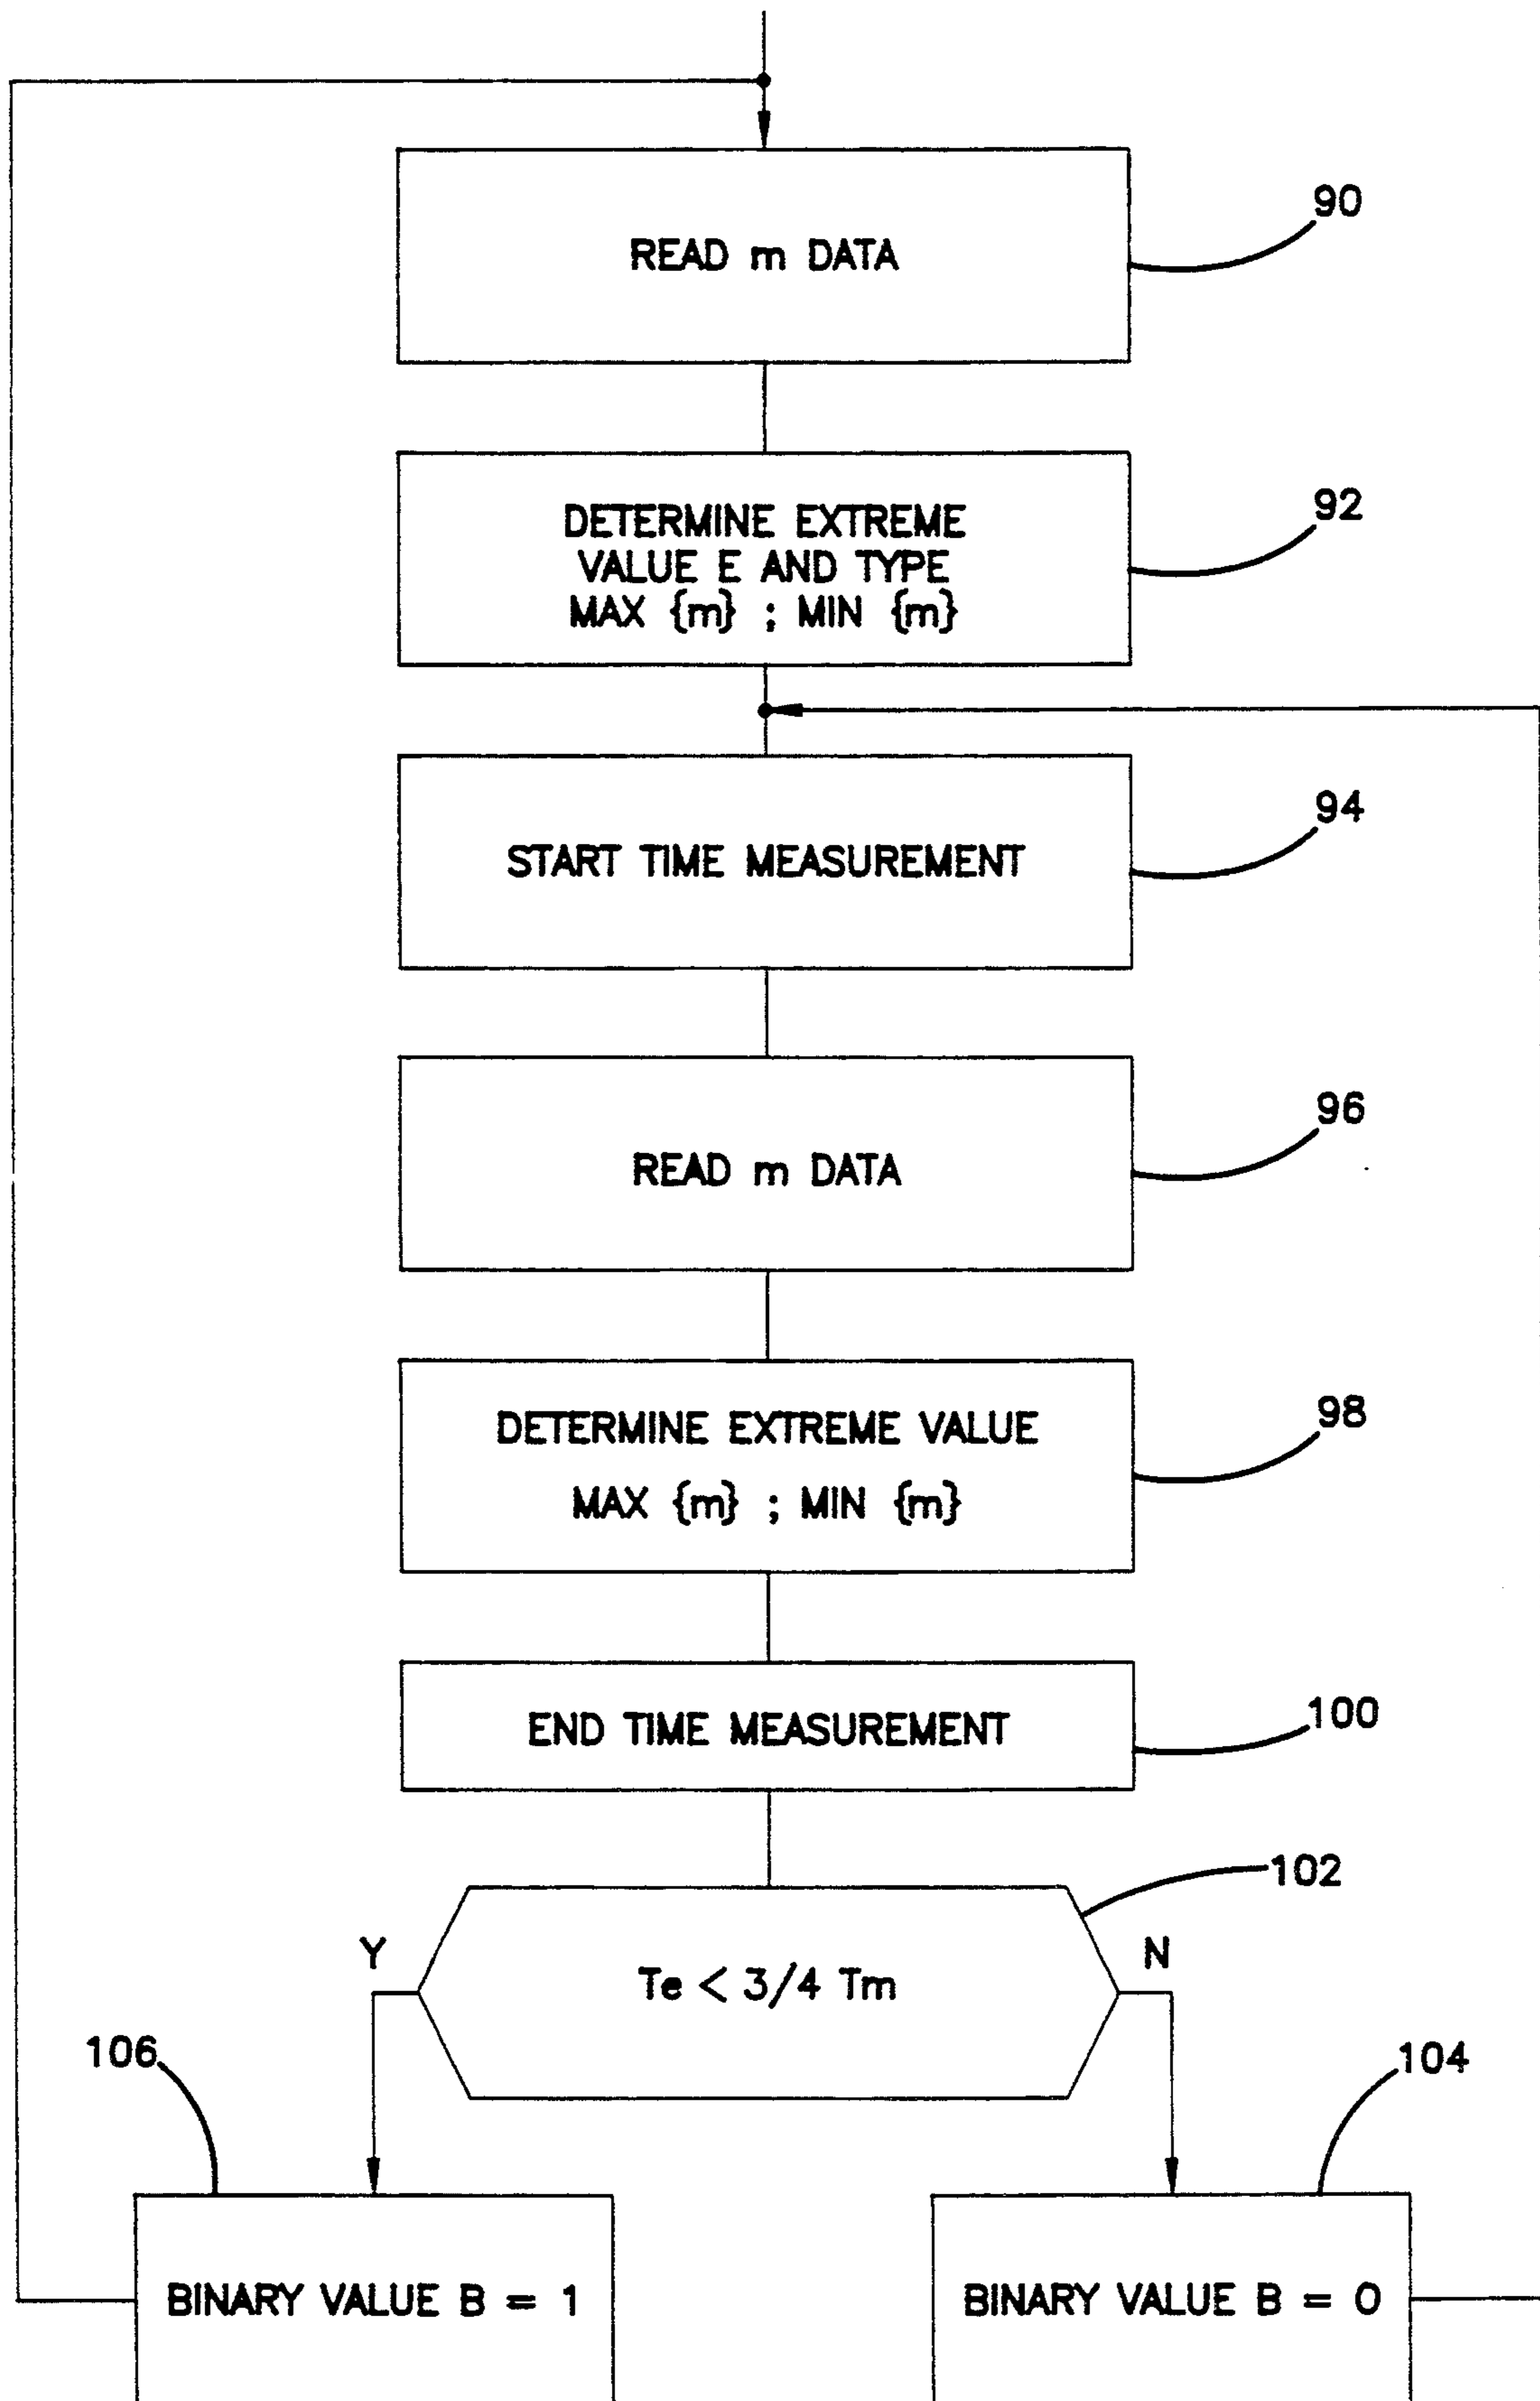 READ m DATA
90
DETERMINE EXTREME
VALUE E AND TYPE
MAX {m} ; MIN {m}
92
START TIME MEASUREMENT
94
READ m DATA
96
DETERMINE EXTREME VALUE
MAX {m} ; MIN {m}
98
END TIME MEASUREMENT
100
102
Y
Te < 3/4 Tm
N
106
104
BINARY VALUE B = 1
BINARY VALUE B = 0